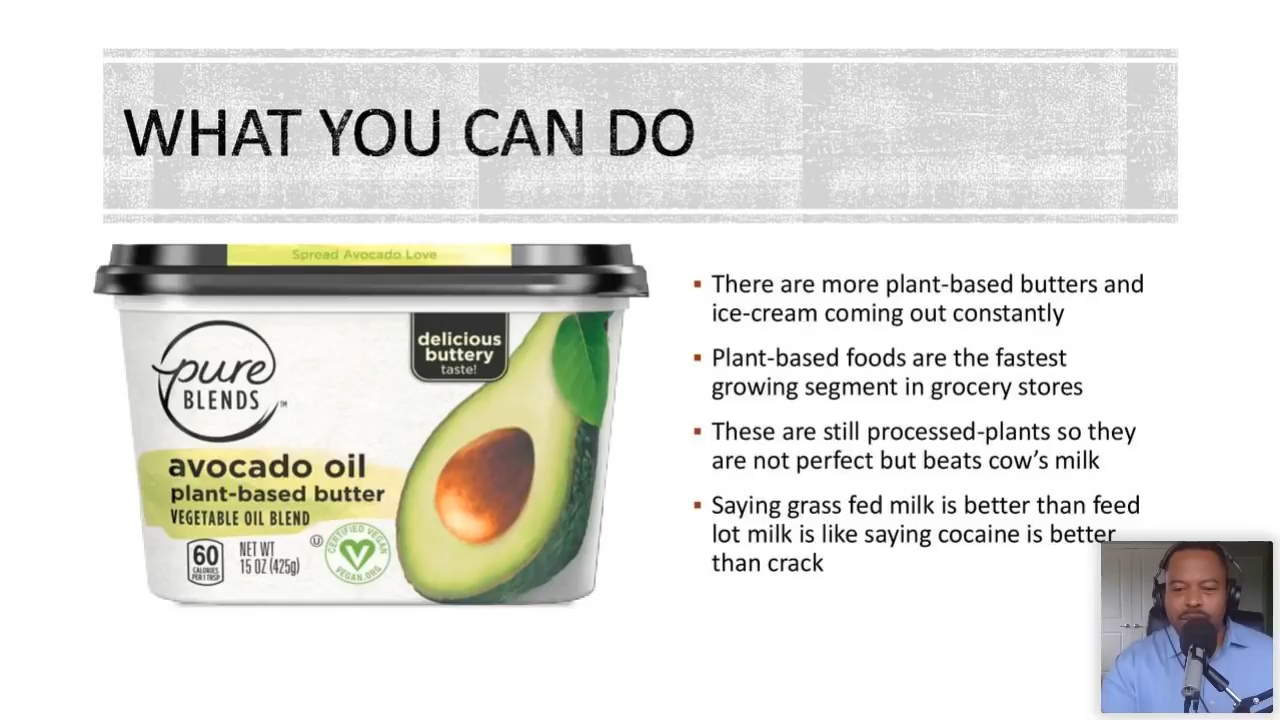 WHAT YOU CAN DO
Spread Avocado Love
pure
BLENDS™
delicious
buttery
taste!
avocado oil
plant-based butter
VEGETABLE OIL BLEND
60
CALORIES
PER 1 TBSP
NET WT
15 OZ (425g)
U
CERTIFIED VEGAN
VEGAN.ORG
▪ There are more plant-based butters and
ice-cream coming out constantly
▪ Plant-based foods are the fastest
growing segment in grocery stores
▪ These are still processed-plants so they
are not perfect but beats cow’s milk
▪ Saying grass fed milk is better than feed
lot milk is like saying cocaine is better
than crack